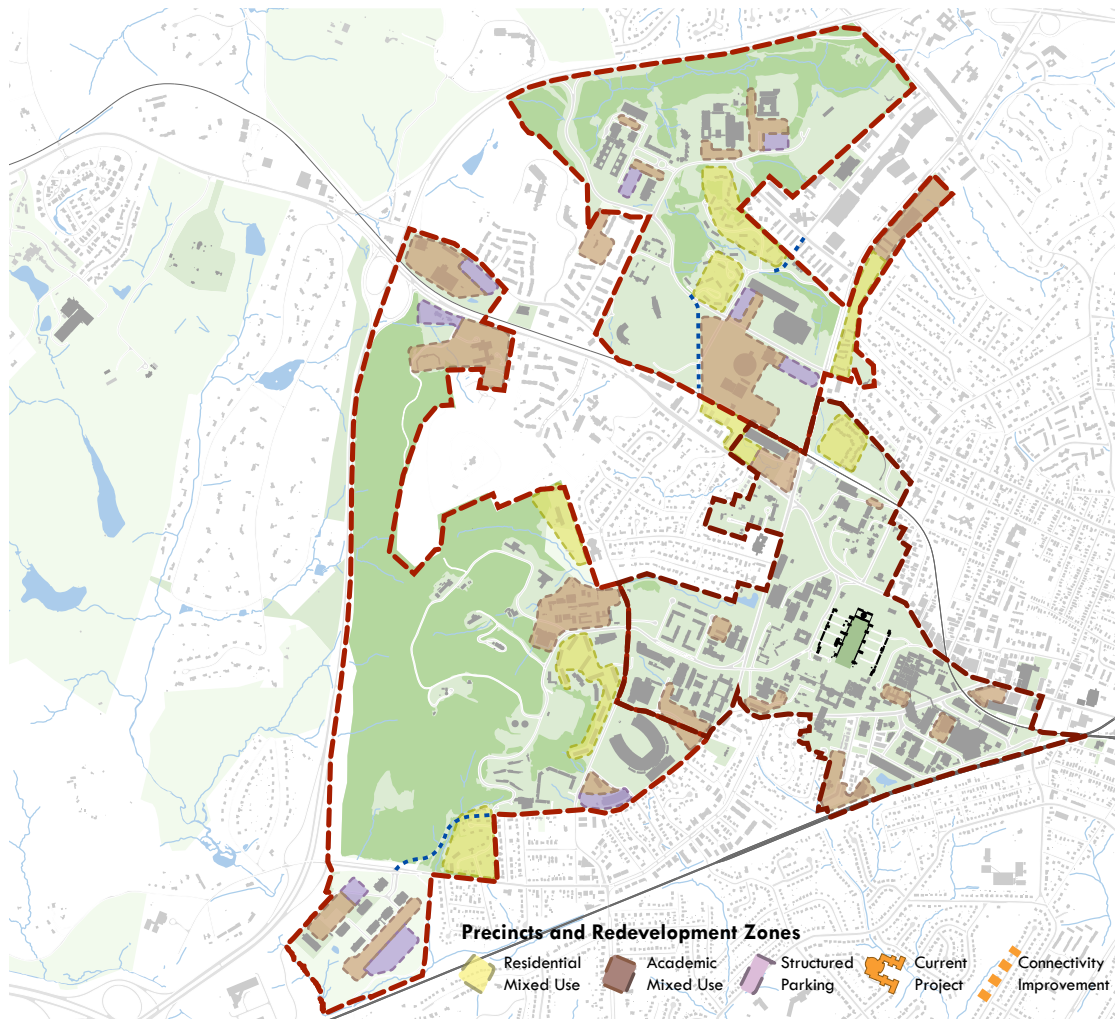 Precincts and Redevelopment Zones
Residential
Mixed Use
Academic
Mixed Use
Structured
Parking
Current
Project
Connectivity
Improvement